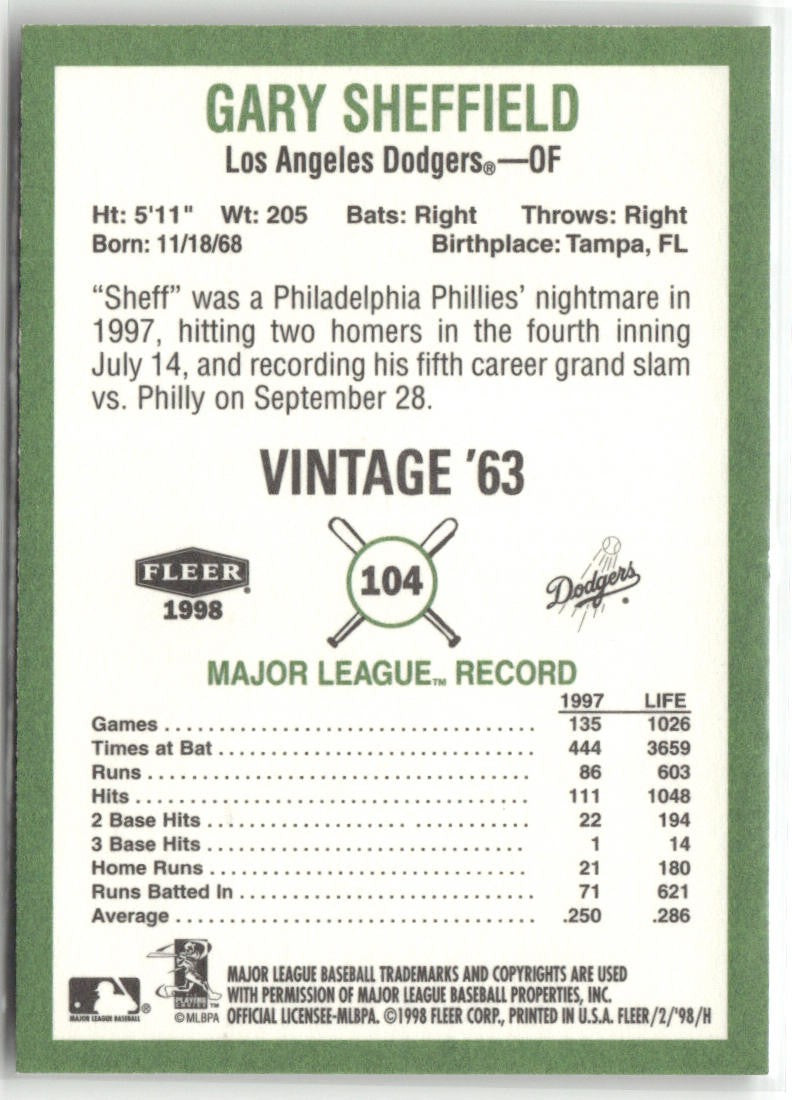 GARY SHEFFIELD
Los Angeles Dodgers®—OF
Ht: 5'11" Wt: 205 Bats: Right Throws: Right
Born: 11/18/68 Birthplace: Tampa, FL
“Sheff” was a Philadelphia Phillies’ nightmare in
1997, hitting two homers in the fourth inning
July 14, and recording his fifth career grand slam
vs. Philly on September 28.
VINTAGE ’63
FLEER®
1998
104
Dodgers
MAJOR LEAGUE™ RECORD
1997 LIFE
Games 135 1026
Times at Bat 444 3659
Runs 86 603
Hits 111 1048
2 Base Hits 22 194
3 Base Hits 1 14
Home Runs 21 180
Runs Batted In 71 621
Average .250 .286
MAJOR LEAGUE BASEBALL ®
PLAYERS CHOICE ™
© MLBPA
MAJOR LEAGUE BASEBALL TRADEMARKS AND COPYRIGHTS ARE USED
WITH PERMISSION OF MAJOR LEAGUE BASEBALL PROPERTIES, INC.
OFFICIAL LICENSEE-MLBPA. ©1998 FLEER CORP., PRINTED IN U.S.A. FLEER/2/'98/H